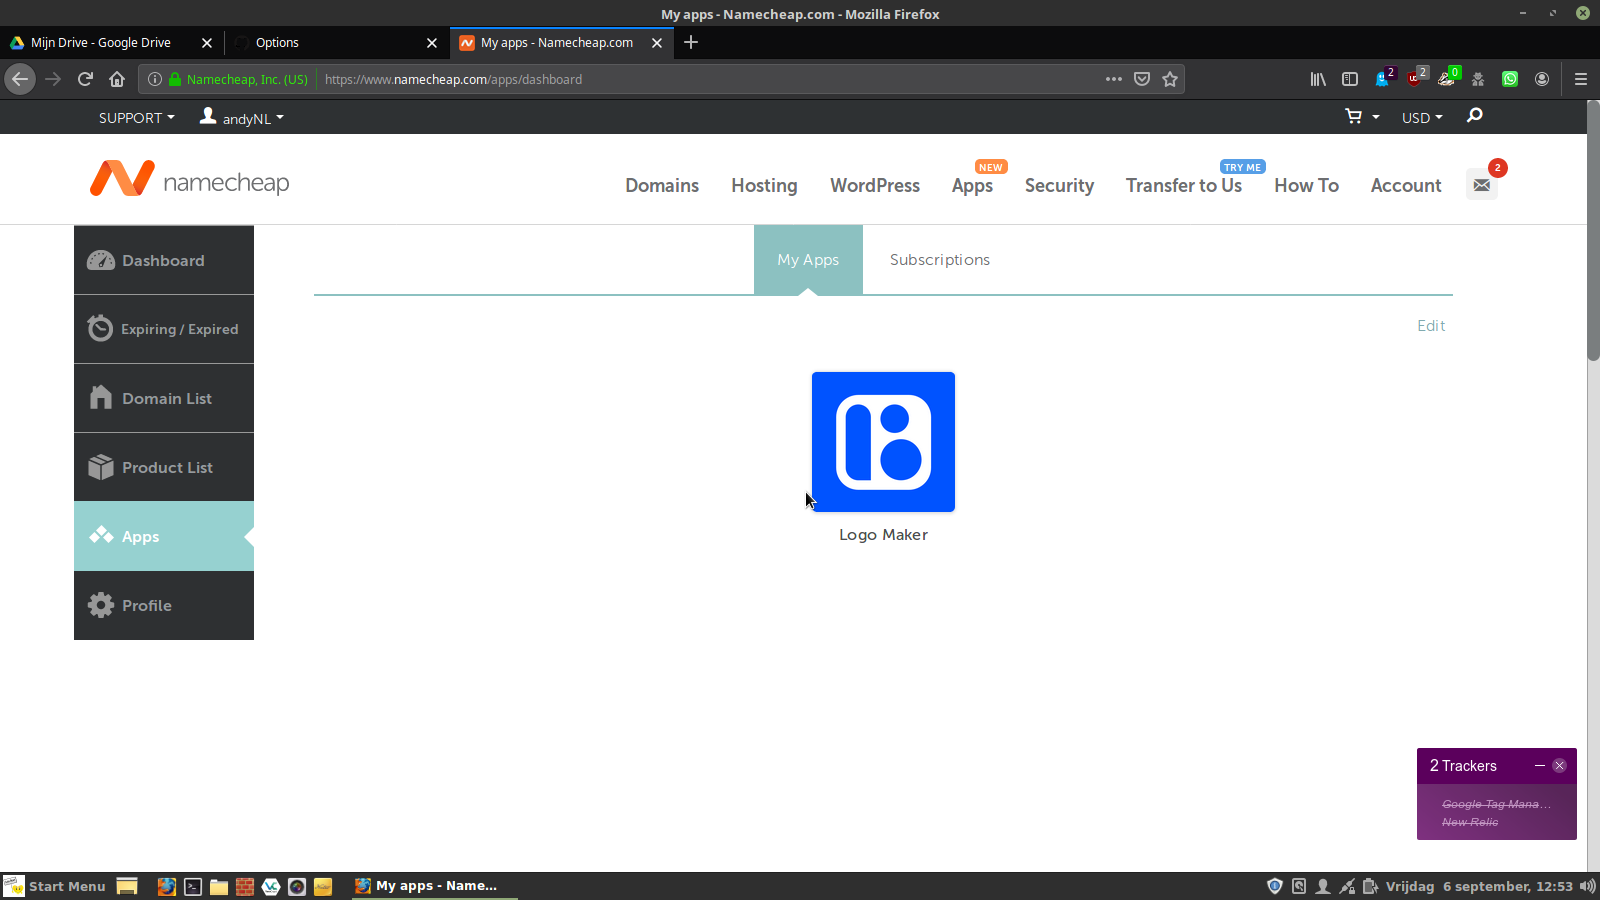 My apps - Namecheap.com - Mozilla Firefox
Mijn Drive - Google Drive
Options
My apps - Namecheap.com
Namecheap, Inc. (US)
https://www.namecheap.com/apps/dashboard
2
2
0
SUPPORT
andyNL
USD
namecheap
Domains
Hosting
WordPress
NEW
Apps
Security
TRY ME
Transfer to Us
How To
Account
2
Dashboard
Expiring / Expired
Domain List
Product List
Apps
Profile
My Apps
Subscriptions
Edit
Logo Maker
2 Trackers
Google Tag Mana...
New Relic
Start Menu
My apps - Name...
Vrijdag 6 september, 12:53